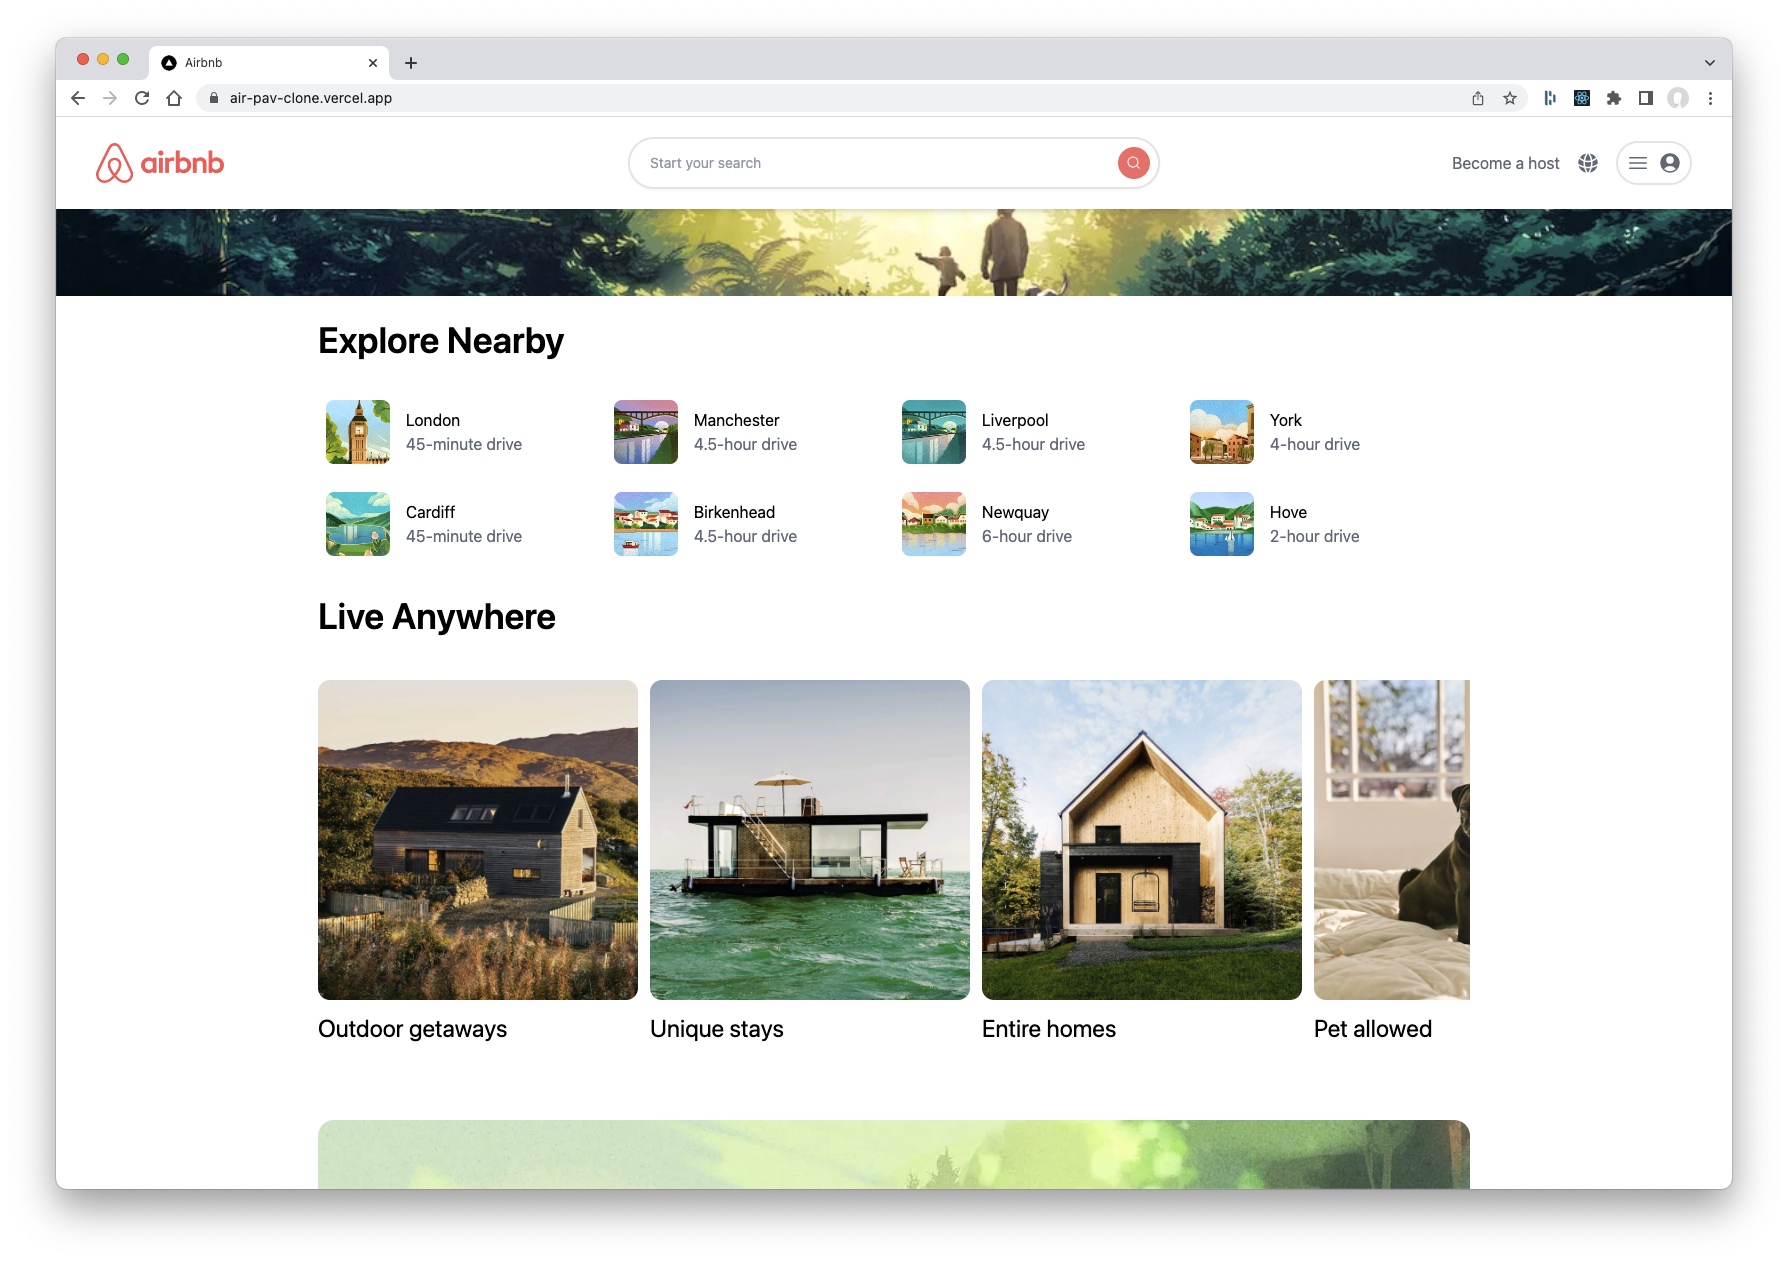 Airbnb
air-pav-clone.vercel.app
airbnb
Start your search
Become a host
Explore Nearby
London
45-minute drive
Manchester
4.5-hour drive
Liverpool
4.5-hour drive
York
4-hour drive
Cardiff
45-minute drive
Birkenhead
4.5-hour drive
Newquay
6-hour drive
Hove
2-hour drive
Live Anywhere
Outdoor getaways
Unique stays
Entire homes
Pet allowed